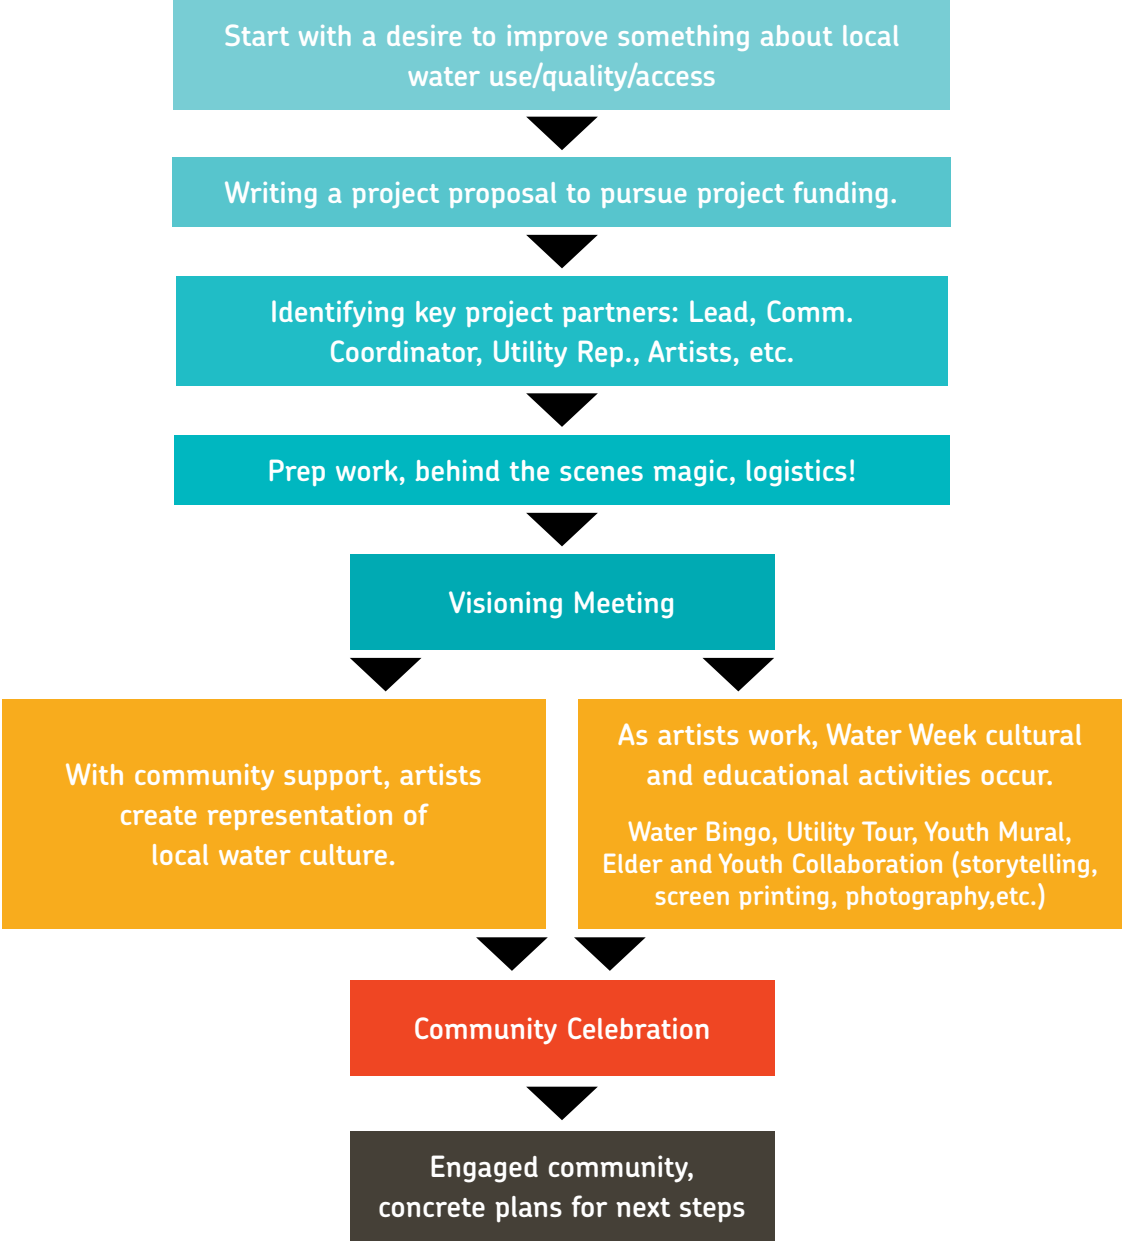 Start with a desire to improve something about local
water use/quality/access
Writing a project proposal to pursue project funding.
Identifying key project partners: Lead, Comm.
Coordinator, Utility Rep., Artists, etc.
Prep work, behind the scenes magic, logistics!
Visioning Meeting
With community support, artists
create representation of
local water culture.
As artists work, Water Week cultural
and educational activities occur.
Water Bingo, Utility Tour, Youth Mural,
Elder and Youth Collaboration (storytelling,
screen printing, photography,etc.)
Community Celebration
Engaged community,
concrete plans for next steps